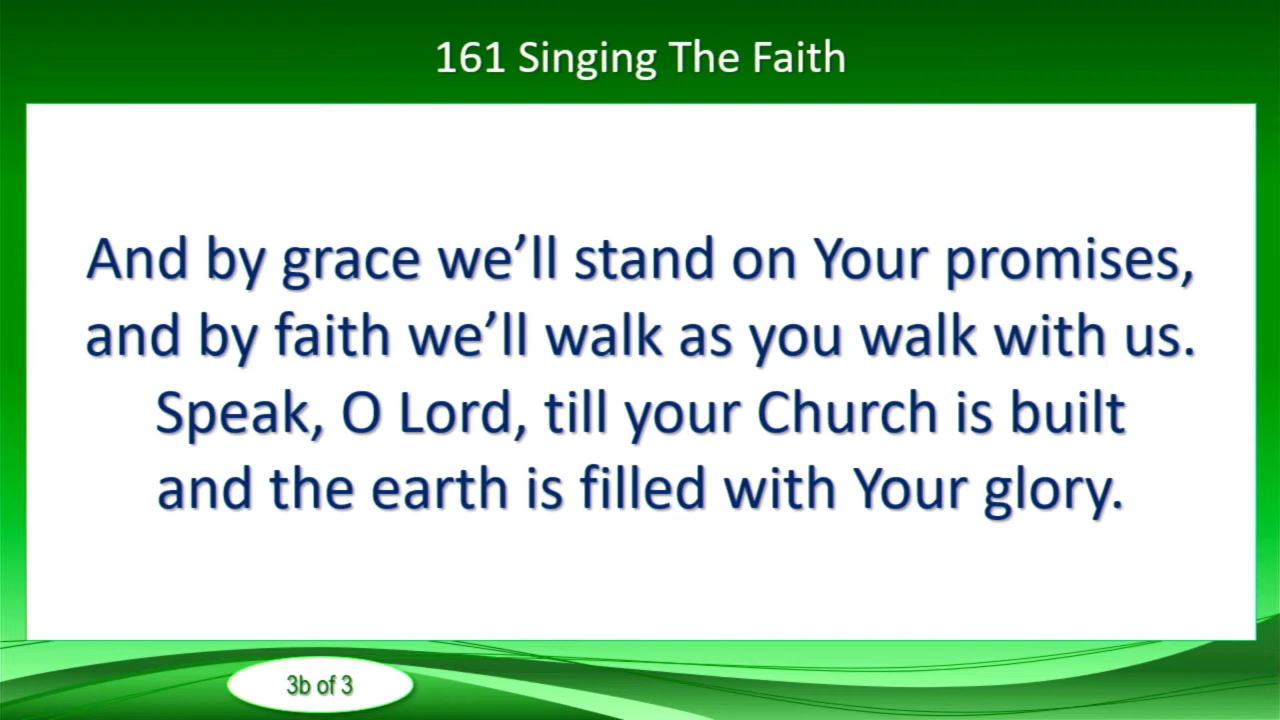 161 Singing The Faith
And by grace we’ll stand on Your promises,
and by faith we’ll walk as you walk with us.
Speak, O Lord, till your Church is built
and the earth is filled with Your glory.
3b of 3